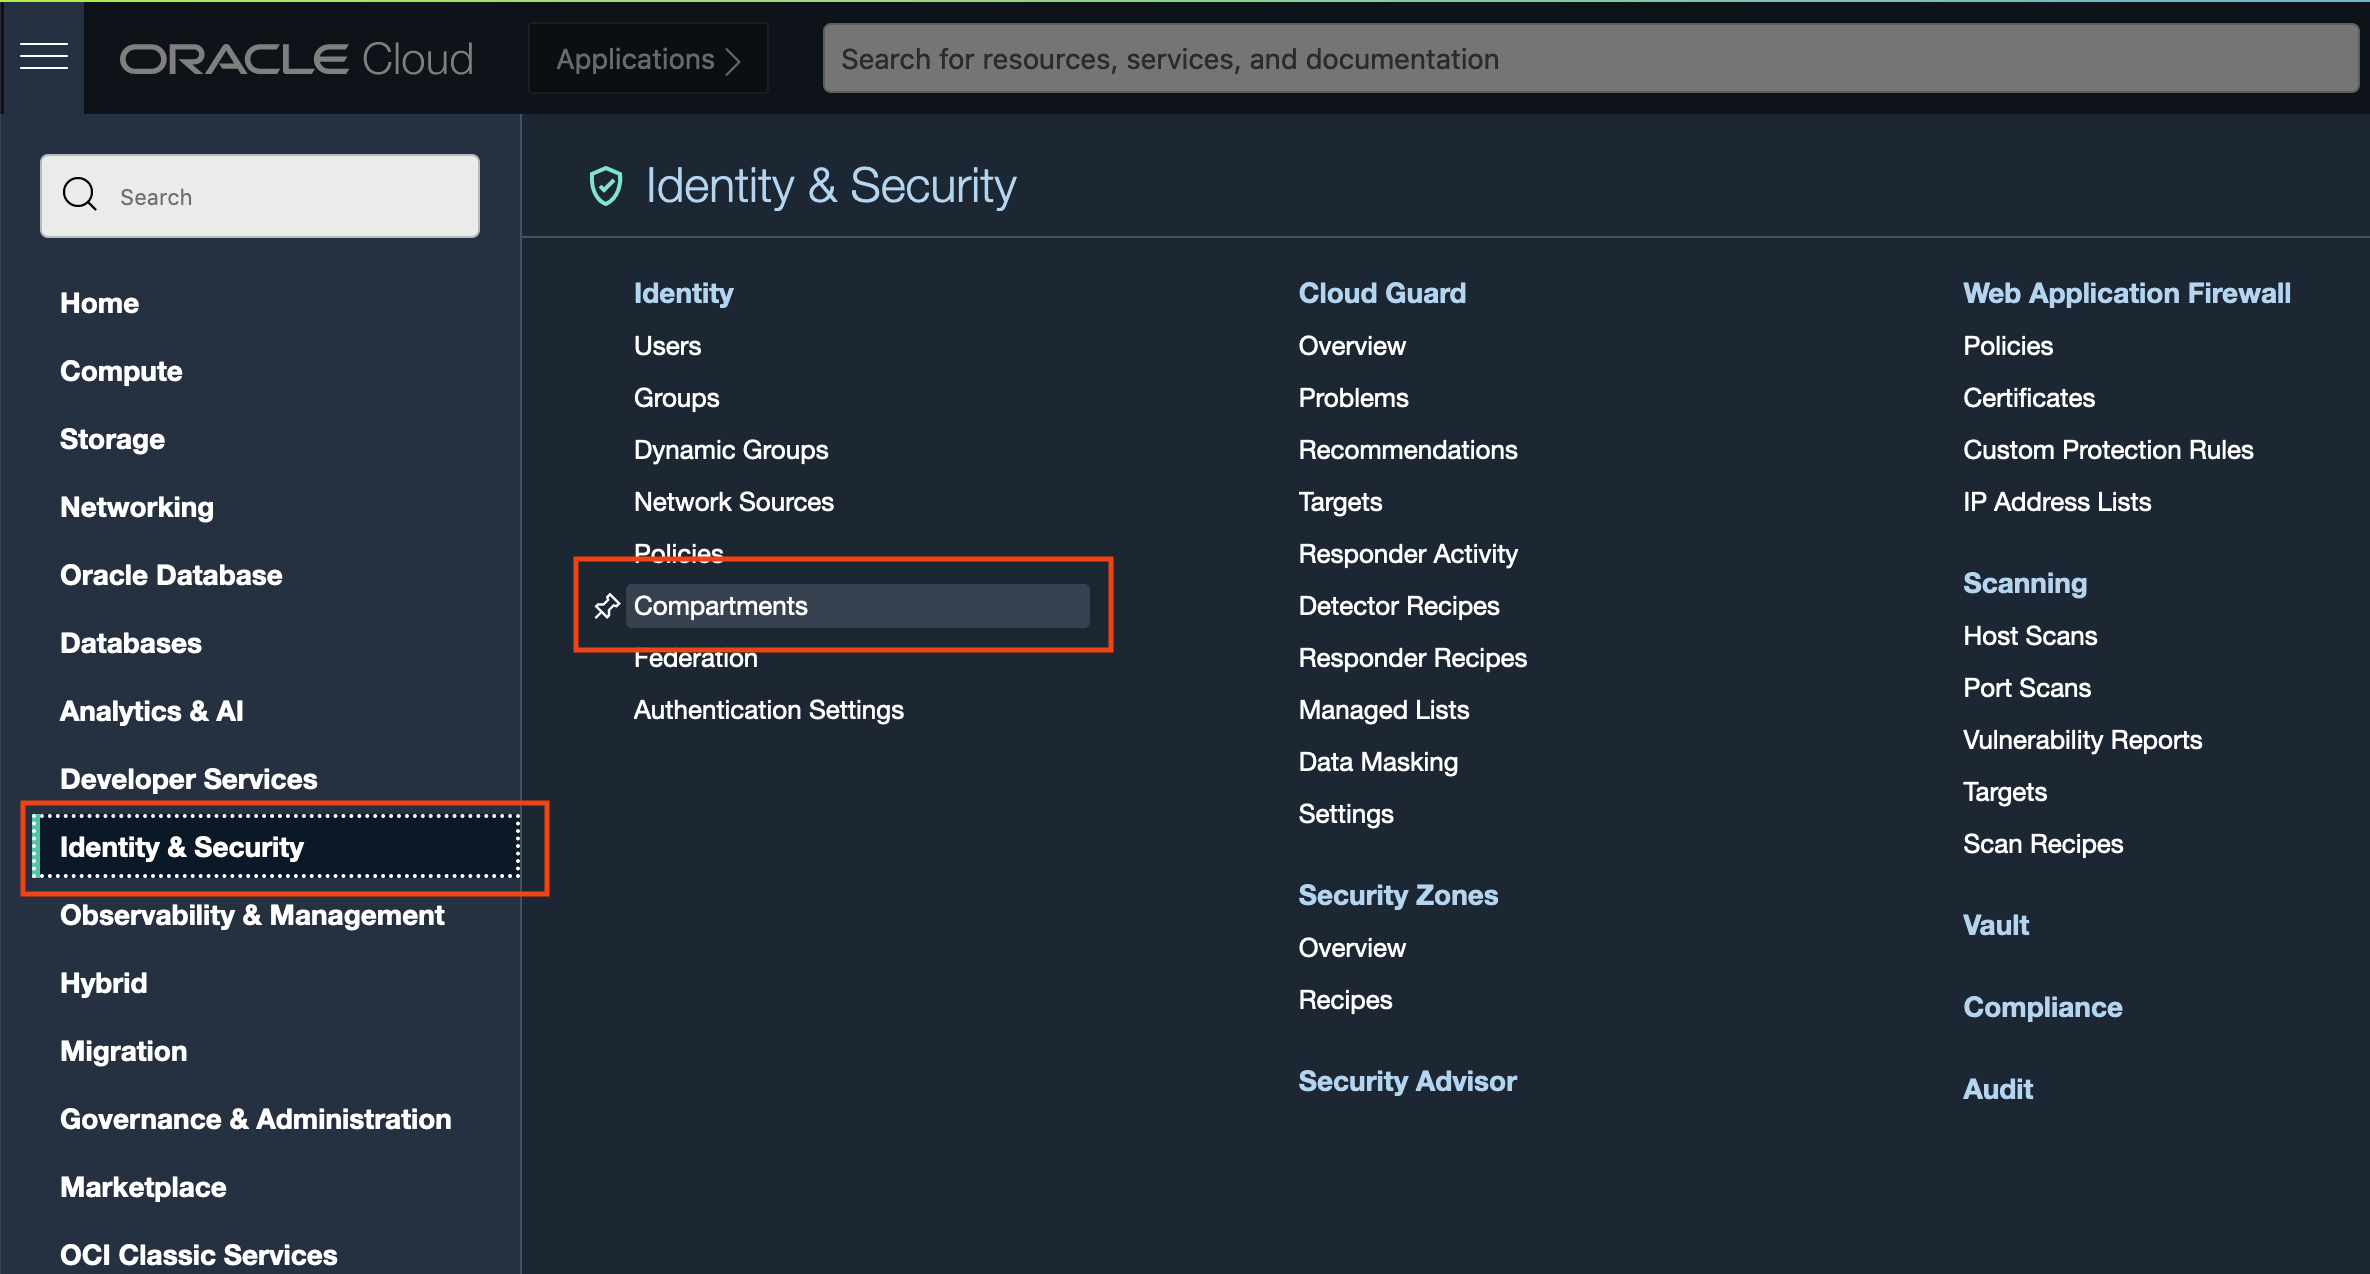 ORACLE Cloud
Applications
Search for resources, services, and documentation
Search
Home
Compute
Storage
Networking
Oracle Database
Databases
Analytics & AI
Developer Services
Identity & Security
Observability & Management
Hybrid
Migration
Governance & Administration
Marketplace
OCI Classic Services
Identity & Security
Identity
Users
Groups
Dynamic Groups
Network Sources
Policies
Compartments
Federation
Authentication Settings
Cloud Guard
Overview
Problems
Recommendations
Targets
Responder Activity
Detector Recipes
Responder Recipes
Managed Lists
Data Masking
Settings
Security Zones
Overview
Recipes
Security Advisor
Web Application Firewall
Policies
Certificates
Custom Protection Rules
IP Address Lists
Scanning
Host Scans
Port Scans
Vulnerability Reports
Targets
Scan Recipes
Vault
Compliance
Audit